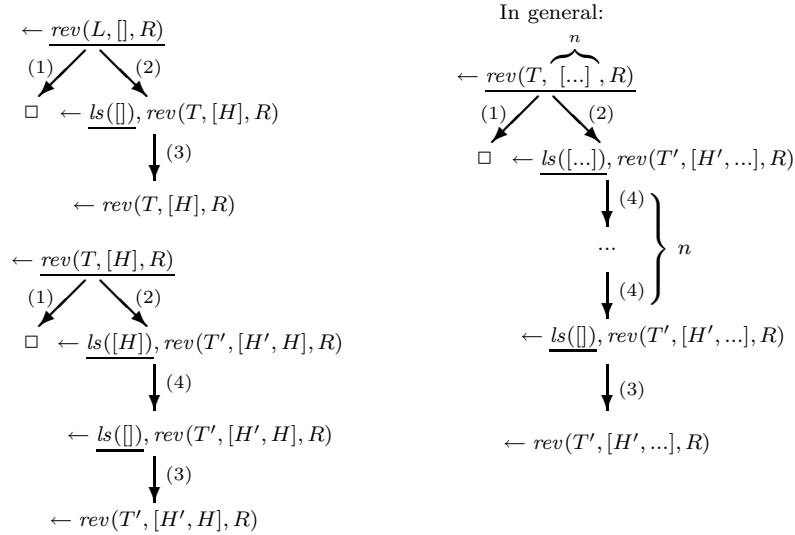 ← rev(L, [], R)
(1) (2)
□ ← ls([]), rev(T, [H], R)
(3)
← rev(T, [H], R)
← rev(T, [H], R)
(1) (2)
□ ← ls([H]), rev(T′, [H′, H], R)
(4)
← ls([]), rev(T′, [H′, H], R)
(3)
← rev(T′, [H′, H], R)
In general:
n
← rev(T, [...] , R)
(1) (2)
□ ← ls([...]), rev(T′, [H′, ...], R)
(4)
... n
(4)
← ls([]), rev(T′, [H′, ...], R)
(3)
← rev(T′, [H′, ...], R)